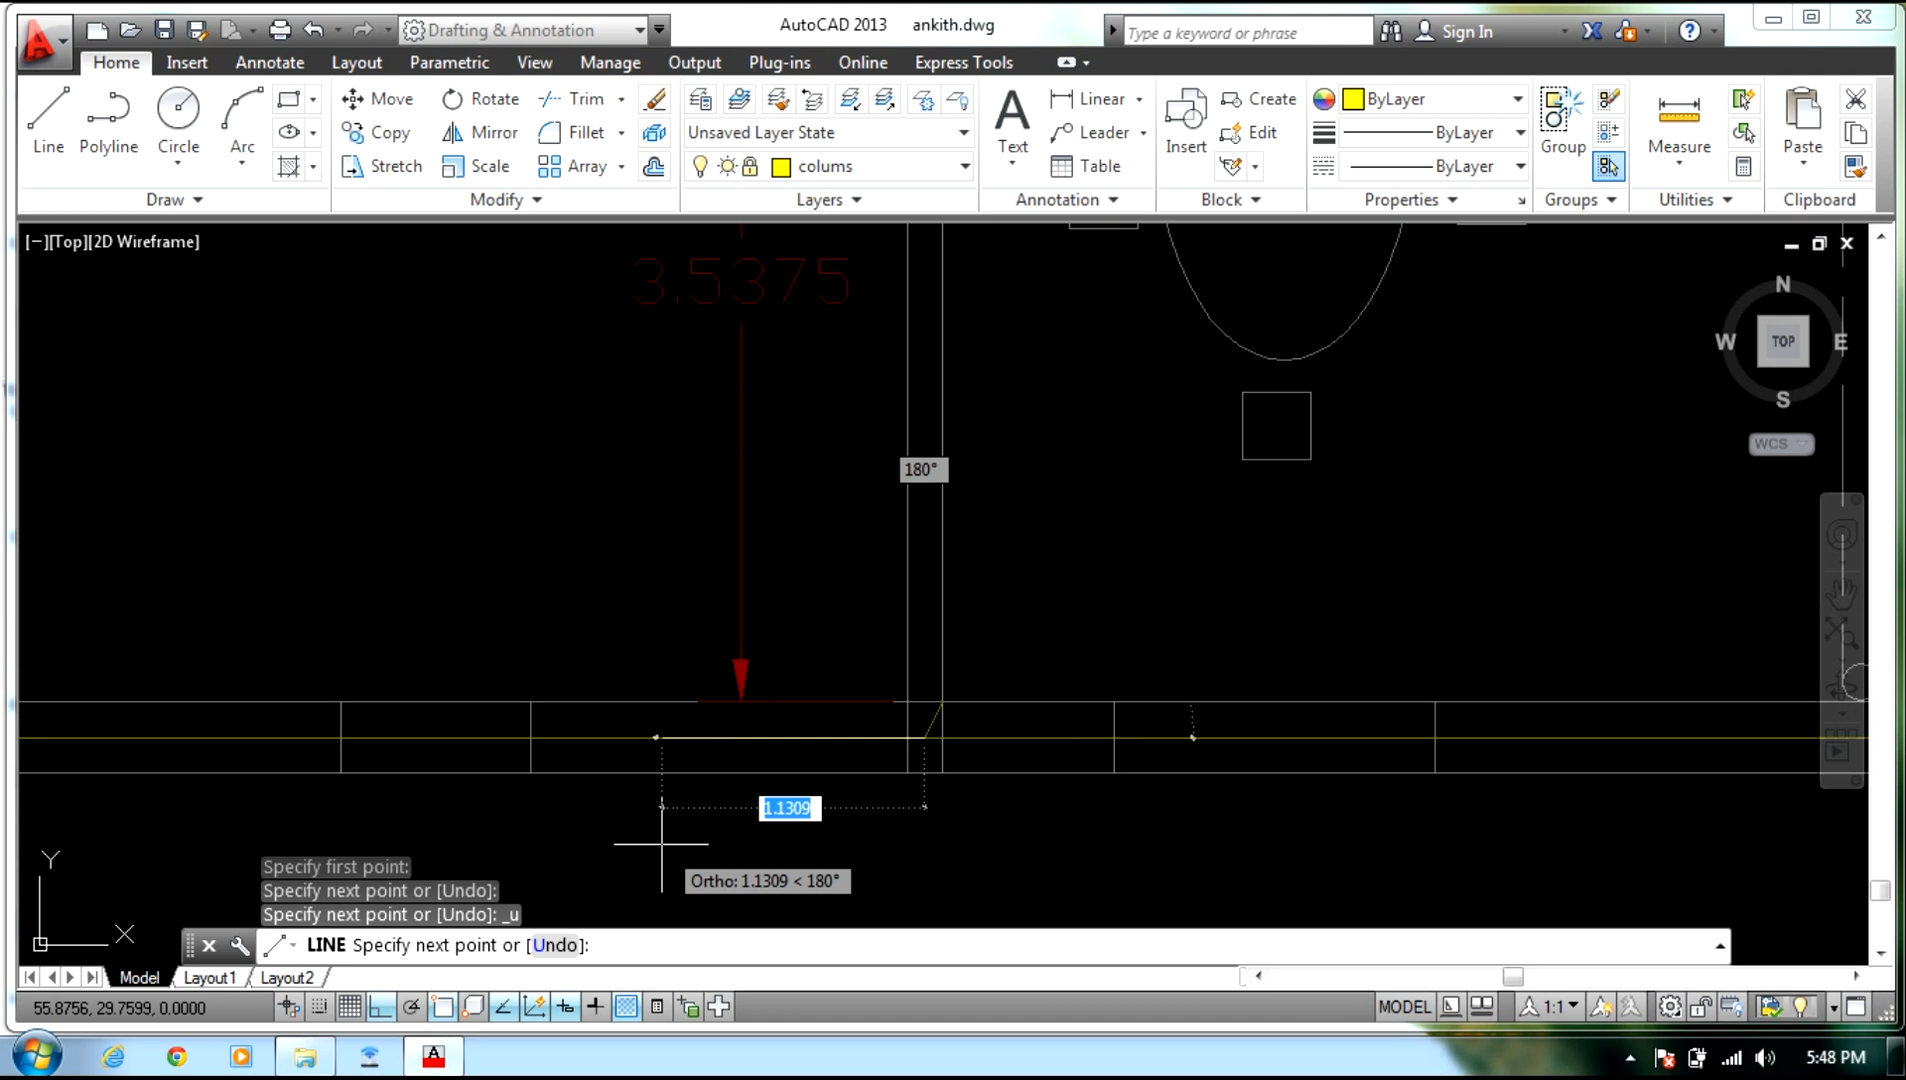 Drafting & Annotation
AutoCAD 2013 ankith.dwg
Type a keyword or phrase
Sign In
Home Insert Annotate Layout Parametric View Manage Output Plug-ins Online Express Tools
Line Polyline Circle Arc
Move Rotate Trim
Copy Mirror Fillet
Stretch Scale Array
Unsaved Layer State
colums
Text
Linear
Leader
Table
Insert
Create
Edit
ByLayer
ByLayer
ByLayer
Group
Measure
Paste
Draw Modify Layers Annotation Block Properties Groups Utilities Clipboard
[−][Top][2D Wireframe]
3.5375
N
W TOP E
S
WCS
180°
1.1309
Ortho: 1.1309 < 180°
Y
X
Specify first point:
Specify next point or [Undo]:
Specify next point or [Undo]: _u
LINE Specify next point or [Undo]:
Model Layout1 Layout2
55.8756, 29.7599, 0.0000
MODEL 1:1
5:48 PM